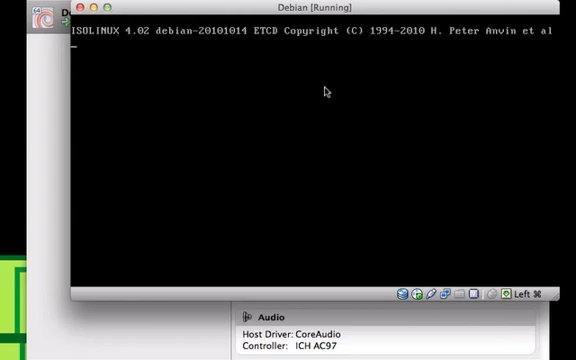 Debian [Running]
64
ISOLINUX 4.02 debian-20101014 ETCD Copyright (C) 1994-2010 H. Peter Anvin et al
Left ⌘
Audio
Host Driver: CoreAudio
Controller: ICH AC97